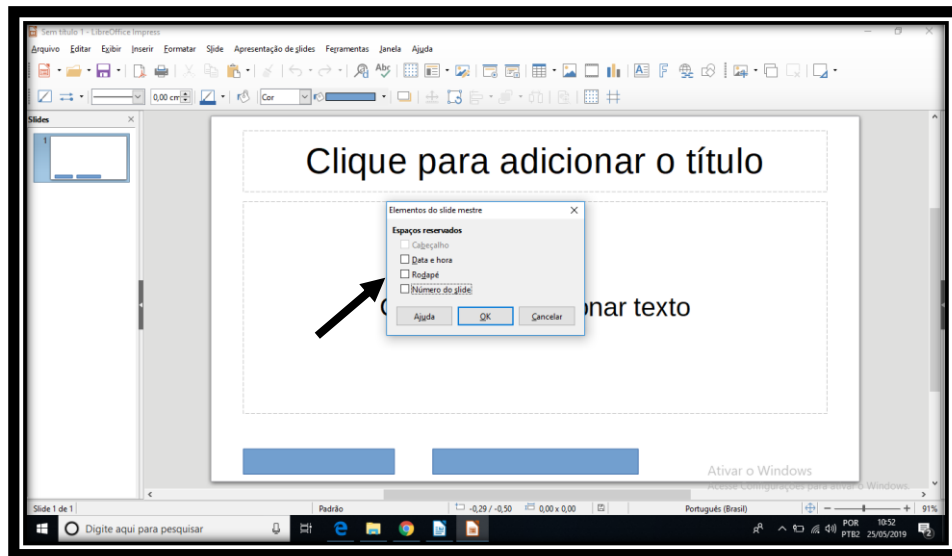 Sem título 1 - LibreOffice Impress
Arquivo Editar Exibir Inserir Formatar Slide Apresentação de slides Ferramentas Janela Ajuda
0,00 cm Cor
Slides
1
Clique para adicionar o título
Elementos do slide mestre
Espaços reservados
Cabeçalho
Data e hora
Rodapé
Número do slide
Ajuda OK Cancelar
C onar texto
Ativar o Windows
Acesse Configurações para ativar o Windows.
Slide 1 de 1 Padrão -0,29 / -0,50 0,00 x 0,00 Português (Brasil) 91%
Digite aqui para pesquisar
POR 10:52
PTB2 25/05/2019